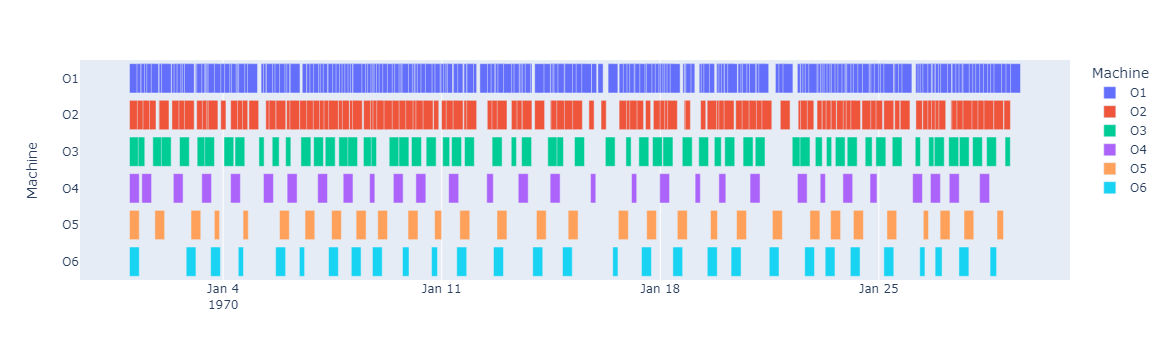 Machine
O1
O2
O3
O4
O5
O6
Jan 4
1970
Jan 11
Jan 18
Jan 25
Machine
O1
O2
O3
O4
O5
O6